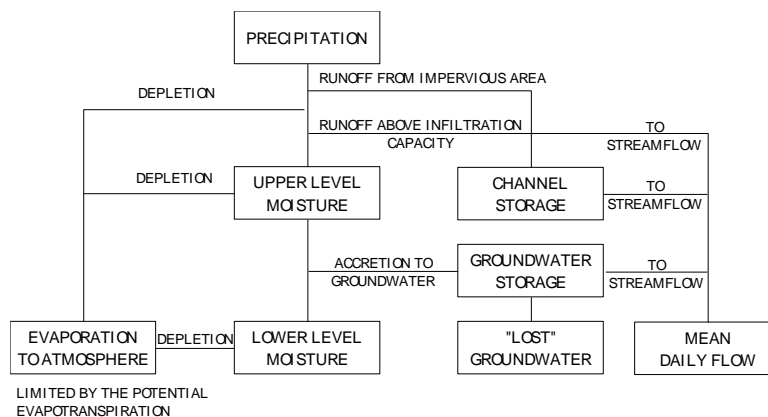 PRECIPITATION
RUNOFF FROM IMPERVIOUS AREA
DEPLETION
RUNOFF ABOVE INFILTRATION
CAPACITY
TO
STREAMFLOW
DEPLETION
UPPER LEVEL
MOISTURE
CHANNEL
STORAGE
TO
STREAMFLOW
ACCRETION TO
GROUNDWATER
GROUNDWATER
STORAGE
TO
STREAMFLOW
EVAPORATION
TO ATMOSPHERE
DEPLETION
LOWER LEVEL
MOISTURE
"LOST"
GROUNDWATER
MEAN
DAILY FLOW
LIMITED BY THE POTENTIAL
EVAPOTRANSPIRATION